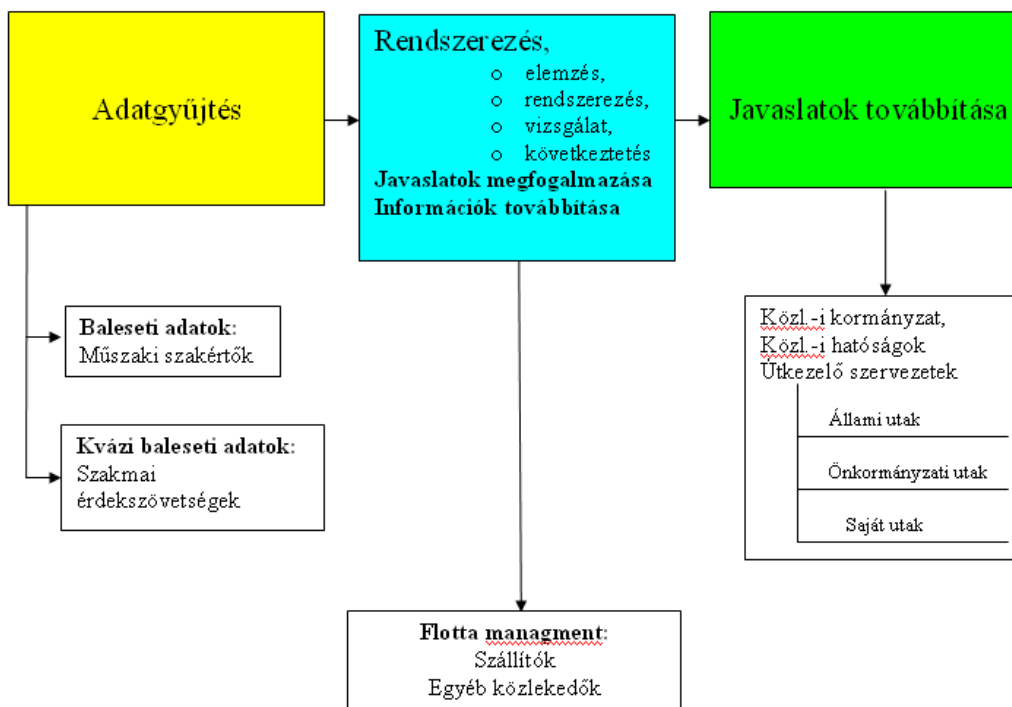 Adatgyűjtés
Rendszerezés,
o elemzés,
o rendszerezés,
o vizsgálat,
o következtetés
Javaslatok megfogalmazása
Információk továbbítása
Javaslatok továbbítása
Baleseti adatok:
Műszaki szakértők
Kvázi baleseti adatok:
Szakmai
érdekszövetségek
Közl.-i kormányzat,
Közl.-i hatóságok
Útkezelő szervezetek
Állami utak
Önkormányzati utak
Saját utak
Flotta managment:
Szállítók
Egyéb közlekedők